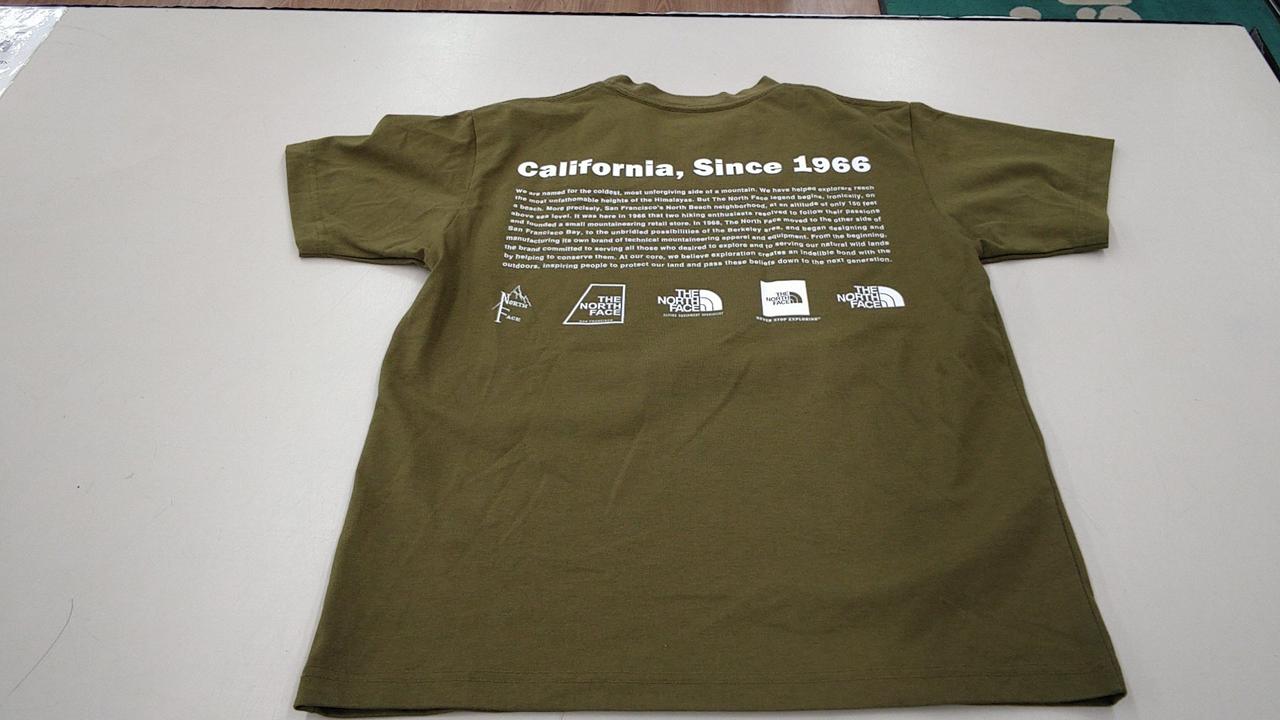 California, Since 1966
We are named for the coldest, most unforgiving side of a mountain. We have helped explorers reach
the most unfathomable heights of the Himalayas. But The North Face legend begins, ironically, on
a beach. More precisely, San Francisco's North Beach neighborhood, at an altitude of only 150 feet
above sea level. It was here in 1966 that two hiking enthusiasts resolved to follow their passions
and founded a small mountaineering retail store. In 1968, The North Face moved to the other side of
San Francisco Bay, to the unbridled possibilities of the Berkeley area, and began designing and
manufacturing its own brand of technical mountaineering apparel and equipment. From the beginning,
the brand committed to serving all those who desired to explore and to serving our natural wild lands
by helping to conserve them. At our core, we believe exploration creates an indelible bond with the
outdoors, inspiring people to protect our land and pass these beliefs down to the next generation.
NORTH
FACE
THE
NORTH
FACE
SAN FRANCISCO
THE
NORTH
FACE
ALPINE EQUIPMENT SPECIALIST
THE
NORTH
FACE
NEVER STOP EXPLORING
THE
NORTH
FACE